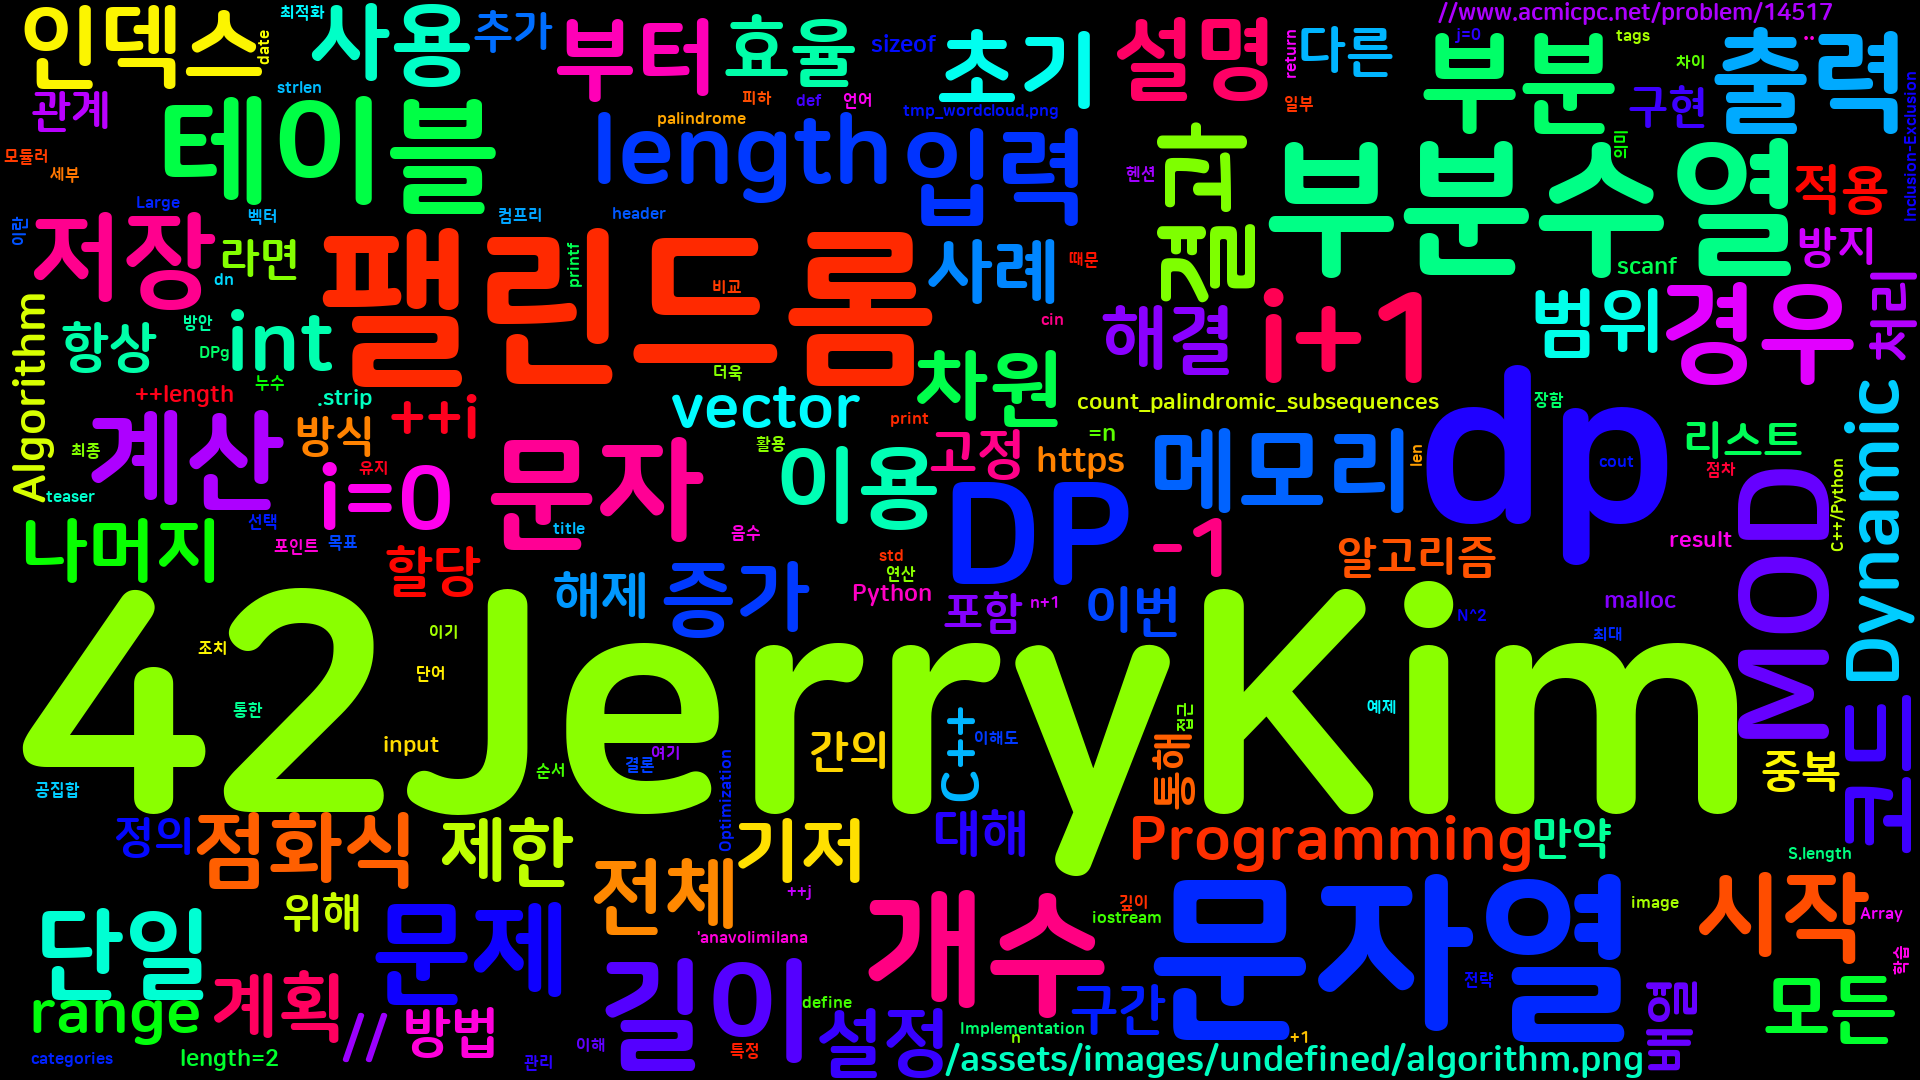 인덱스
date
최적화
사용
추가
부터
효율
sizeof
초기
설명
return
다른
//www.acmicpc.net/problem/14517
j=0
부분
tags
차이
출력
..
관계
strlen
테이블
palindrome
length
피하
def
언어
tmp_wordcloud.png
입력
일부
구현
의미
Inclusion-Exclusion
모듈러
세부
Large
벡터
컴프리
header
헨션
결과
부분수열
적용
이란
저장
라면
dn
팰린드롬
printf
비교
사례
때문
cin
scanf
방지
Algorithm
항상
방안
DPg
int
누수
해결
i+1
범위
경우
처리
++length
.strip
++i
더욱
vector
차원
print
count_palindromic_subsequences
장함
dp
Dynamic
최종
계산
방식
유지
i=0
문자
활용
이용
고정
=n
https
메모리
len
cout
리스트
점차
MOD
C++/Python
teaser
나머지
선택
포인트
목표
title
음수
DP
-1
알고리즘
result
할당
해제
증가
std
연산
Python
포함
n+1
이번
N^2
malloc
최대
42JerryKim
조치
이기
단어
통한
input
순서
결론
여기
Optimization
간의
C++
이해도
접근
통해
예제
중복
코드
공집합
정의
점화식
제한
기저
대해
Programming
만약
S.length
단일
위해
문제
전체
++j
'anavolimilana
개수
깊이
iostream
문자열
전략
image
시작
Array
학습
range
계획
//
방법
길이
define
설정
Implementation
n
구간
+1
배열
모든
categories
length=2
관리
이해
특정
/assets/images/undefined/algorithm.png